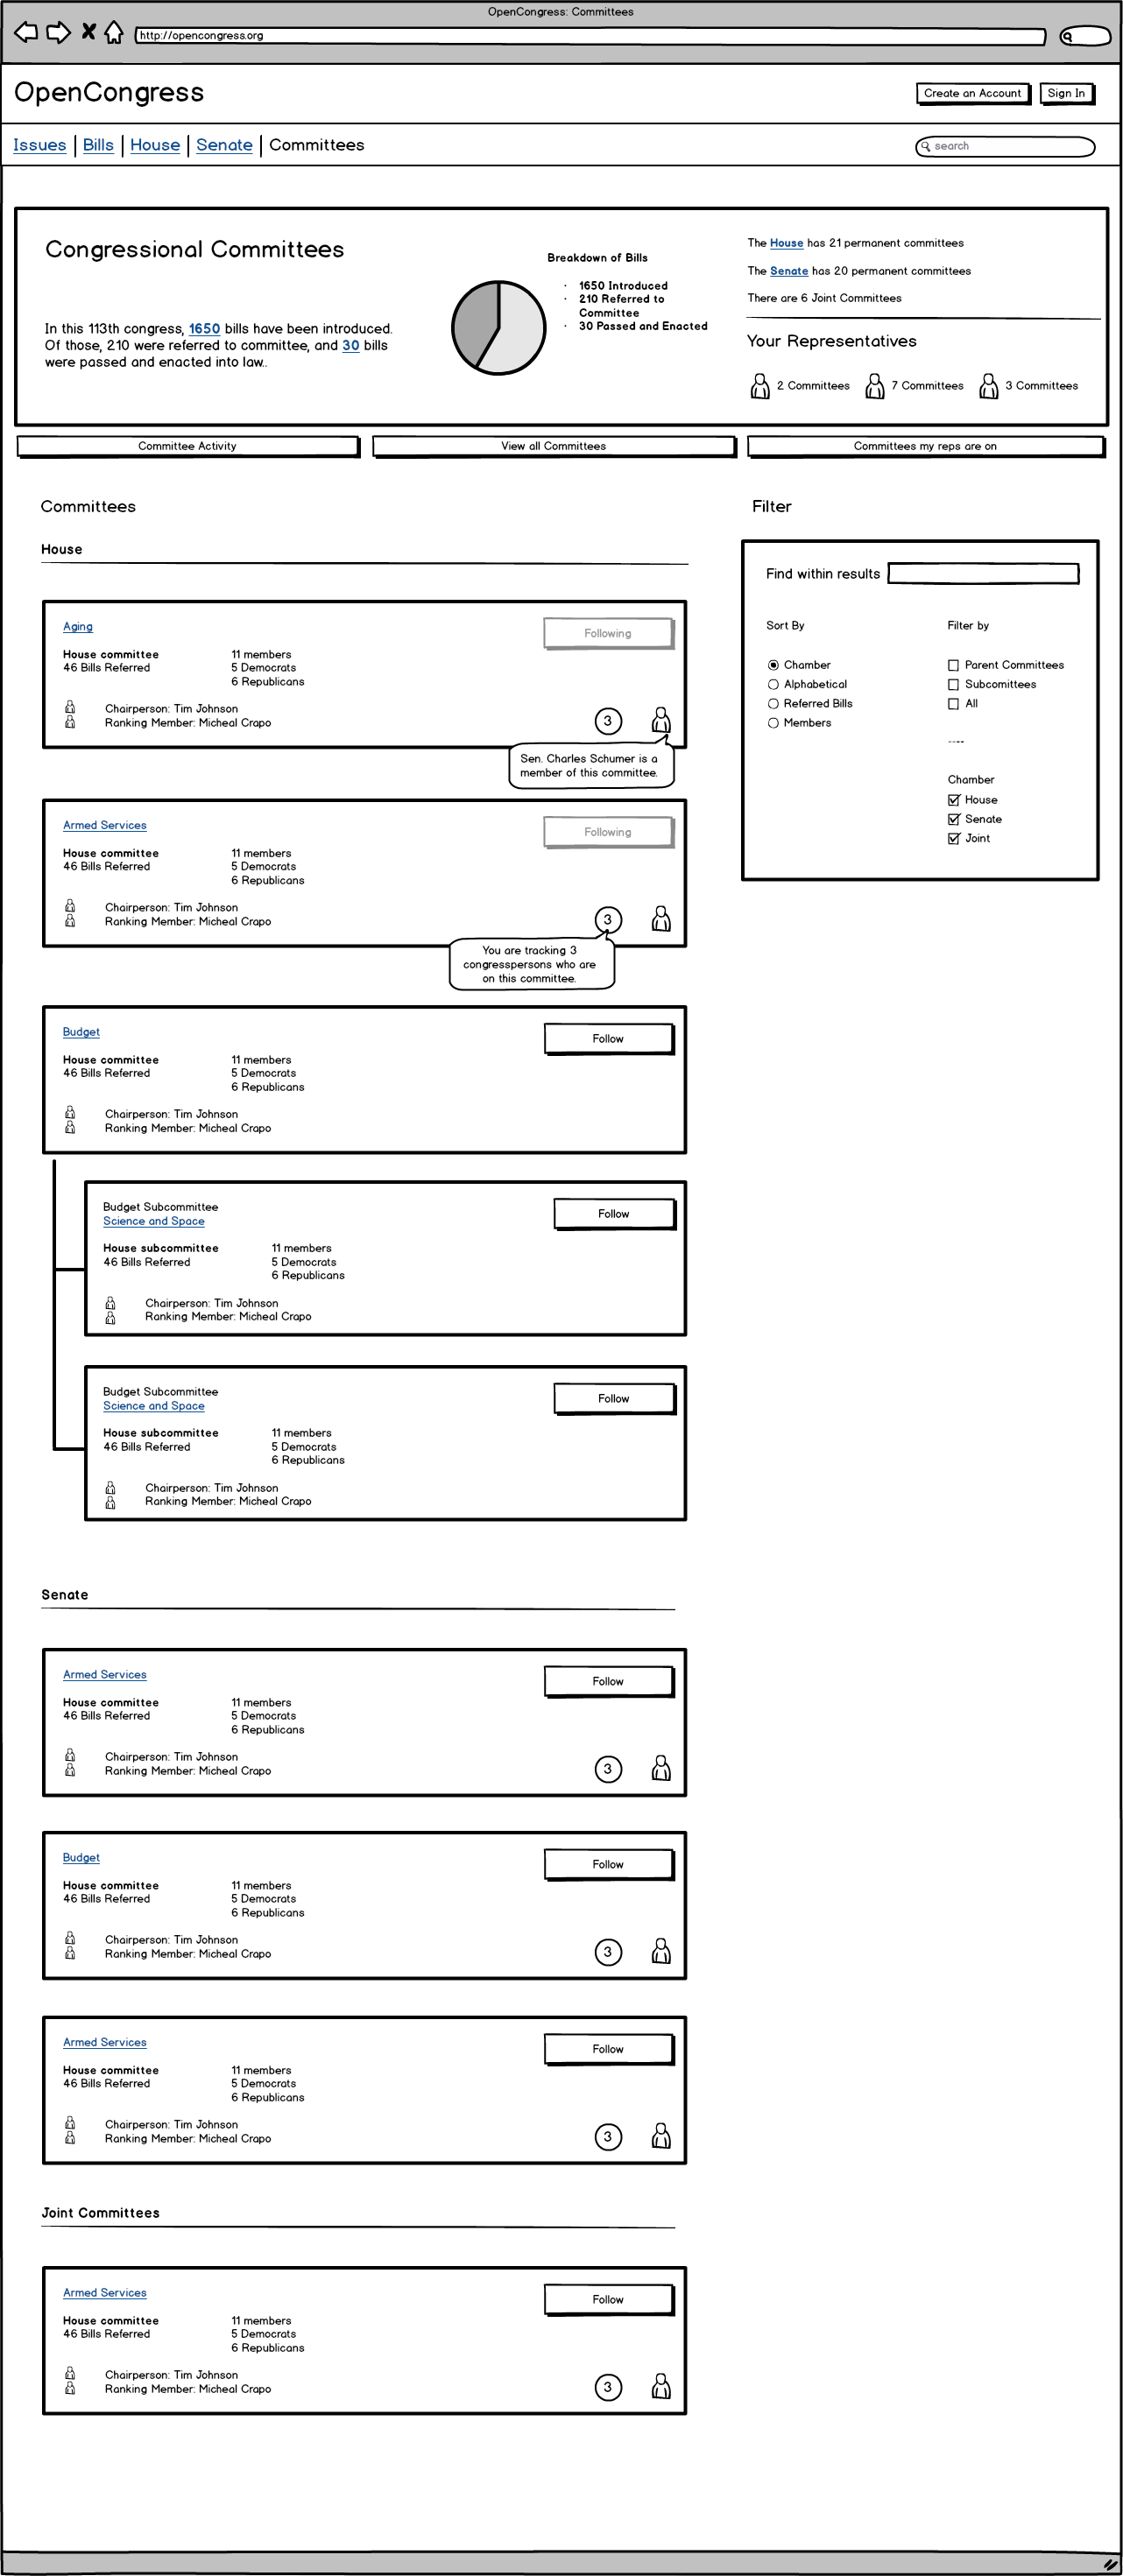 OpenCongress: Committees
http://opencongress.org
OpenCongress
Create an Account
Sign In
Issues | Bills | House | Senate | Committees
search
Congressional Committees
In this 113th congress, 1650 bills have been introduced.
Of those, 210 were referred to committee, and 30 bills
were passed and enacted into law..
Breakdown of Bills
· 1650 Introduced
· 210 Referred to
Committee
· 30 Passed and Enacted
The House has 21 permanent committees
The Senate has 20 permanent committees
There are 6 Joint Committees
Your Representatives
2 Committees
7 Committees
3 Committees
Committee Activity
View all Committees
Committees my reps are on
Committees
House
Aging
Following
House committee
46 Bills Referred
11 members
5 Democrats
6 Republicans
Chairperson: Tim Johnson
Ranking Member: Micheal Crapo
3
Sen. Charles Schumer is a
member of this committee.
Armed Services
Following
House committee
46 Bills Referred
11 members
5 Democrats
6 Republicans
Chairperson: Tim Johnson
Ranking Member: Micheal Crapo
3
You are tracking 3
congresspersons who are
on this committee.
Budget
Follow
House committee
46 Bills Referred
11 members
5 Democrats
6 Republicans
Chairperson: Tim Johnson
Ranking Member: Micheal Crapo
Budget Subcommittee
Science and Space
Follow
House subcommittee
46 Bills Referred
11 members
5 Democrats
6 Republicans
Chairperson: Tim Johnson
Ranking Member: Micheal Crapo
Budget Subcommittee
Science and Space
Follow
House subcommittee
46 Bills Referred
11 members
5 Democrats
6 Republicans
Chairperson: Tim Johnson
Ranking Member: Micheal Crapo
Senate
Armed Services
Follow
House committee
46 Bills Referred
11 members
5 Democrats
6 Republicans
Chairperson: Tim Johnson
Ranking Member: Micheal Crapo
3
Budget
Follow
House committee
46 Bills Referred
11 members
5 Democrats
6 Republicans
Chairperson: Tim Johnson
Ranking Member: Micheal Crapo
3
Armed Services
Follow
House committee
46 Bills Referred
11 members
5 Democrats
6 Republicans
Chairperson: Tim Johnson
Ranking Member: Micheal Crapo
3
Joint Committees
Armed Services
Follow
House committee
46 Bills Referred
11 members
5 Democrats
6 Republicans
Chairperson: Tim Johnson
Ranking Member: Micheal Crapo
3
Filter
Find within results
Sort By
Chamber
Alphabetical
Referred Bills
Members
Filter by
Parent Committees
Subcomittees
All
----
Chamber
House
Senate
Joint